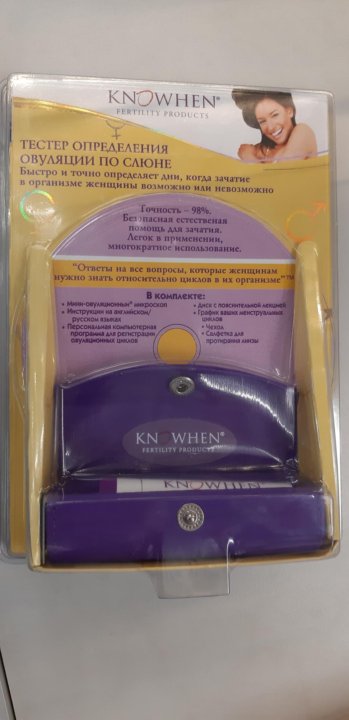 KNOWHEN®
FERTILITY PRODUCTS
ТЕСТЕР ОПРЕДЕЛЕНИЯ
ОВУЛЯЦИИ ПО СЛЮНЕ
Быстро и точно определяет дни, когда зачатие
в организме женщины возможно или невозможно
Точность – 98%.
Безопасная естественая
помощь для зачатия.
Легок в применении,
многократное использование.
"Ответы на все вопросы, которые женщинам
нужно знать относительно циклов в их организме"™
В комплекте:
• Мини-овуляционный* микроскоп
• Инструкции на английском/
русском языках
• Персональная компьютерная
программа для регистрации
овуляционных циклов
• Диск с пояснительной лекцией
• График ваших менструальных
циклов
• Чехол
• Салфетка для
протирания линзы
KNOWHEN®
FERTILITY PRODUCTS
KNOWHEN